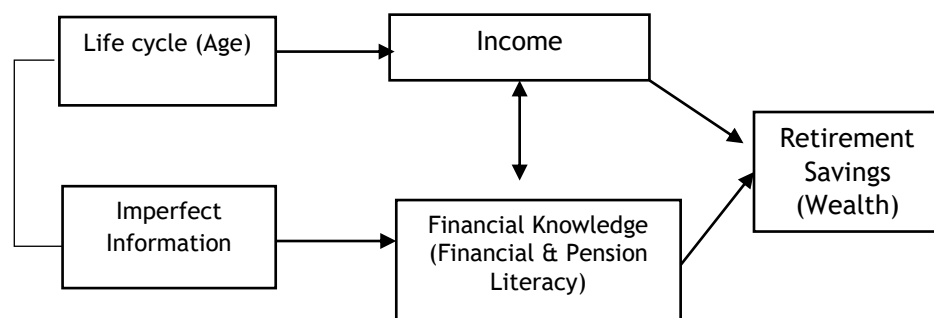 Life cycle (Age)
Income
Retirement
Savings
(Wealth)
Imperfect
Information
Financial Knowledge
(Financial & Pension
Literacy)